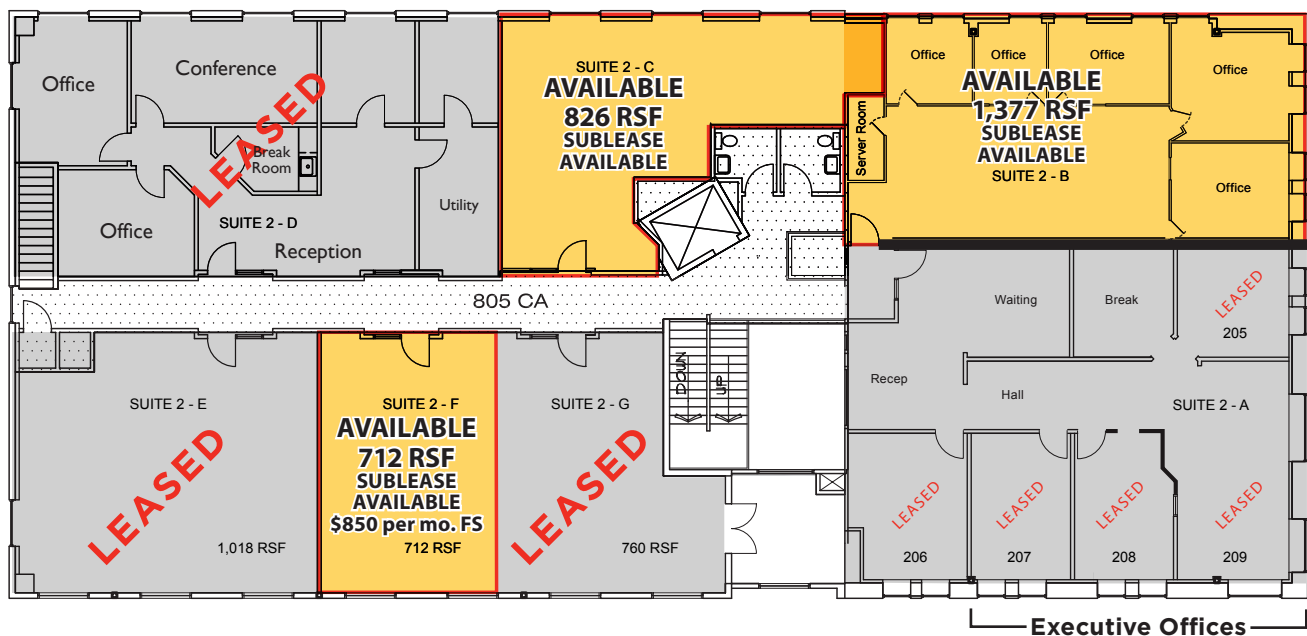 Office
Conference
LEASED
Break
Room
Office
SUITE 2 - D
Reception
Utility
SUITE 2 - C
AVAILABLE
826 RSF
SUBLEASE
AVAILABLE
Office
Office
Office
Office
AVAILABLE
1,377 RSF
SUBLEASE
AVAILABLE
SUITE 2 - B
Server Room
Office
805 CA
SUITE 2 - E
LEASED
1,018 RSF
SUITE 2 - F
AVAILABLE
712 RSF
SUBLEASE
AVAILABLE
$850 per mo. FS
712 RSF
SUITE 2 - G
LEASED
760 RSF
DOWN
UP
Waiting
Break
LEASED
205
Recep
Hall
SUITE 2 - A
LEASED
206
LEASED
207
LEASED
208
LEASED
209
Executive Offices